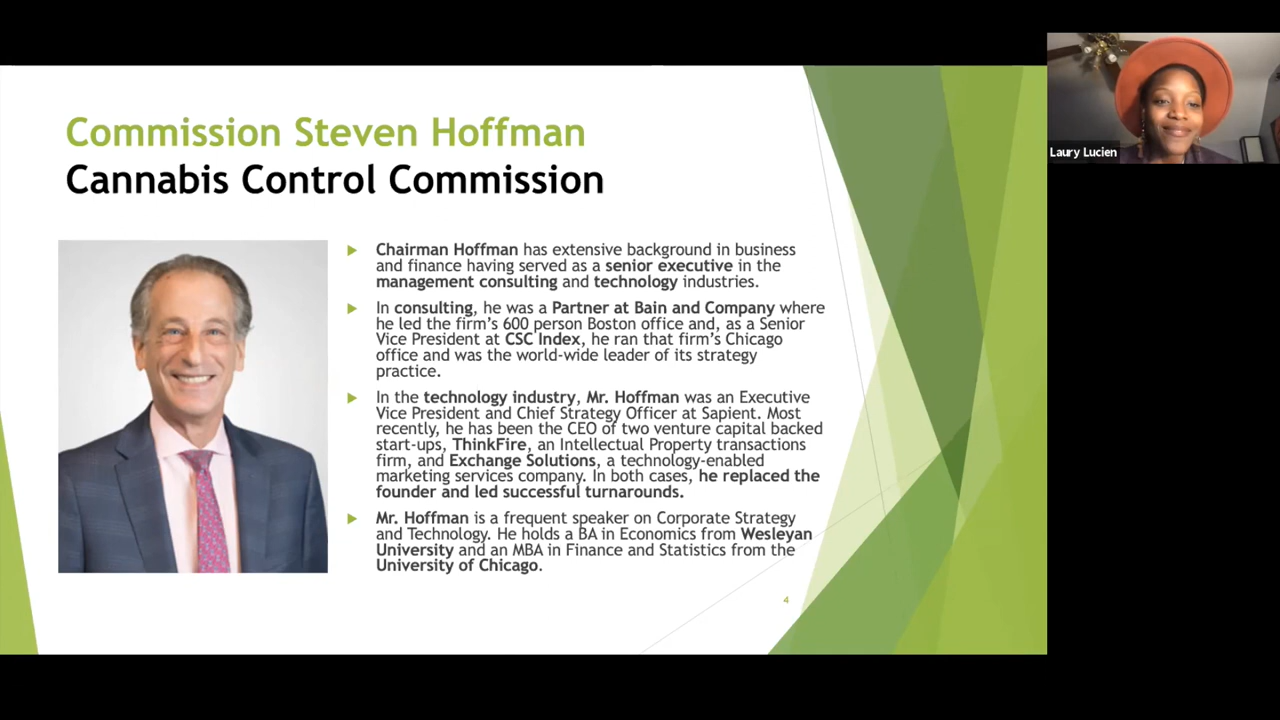 Commission Steven Hoffman
Cannabis Control Commission
Chairman Hoffman has extensive background in business
and finance having served as a senior executive in the
management consulting and technology industries.
In consulting, he was a Partner at Bain and Company where
he led the firm's 600 person Boston office and, as a Senior
Vice President at CSC Index, he ran that firm's Chicago
office and was the world-wide leader of its strategy
practice.
In the technology industry, Mr. Hoffman was an Executive
Vice President and Chief Strategy Officer at Sapient. Most
recently, he has been the CEO of two venture capital backed
start-ups, ThinkFire, an Intellectual Property transactions
firm, and Exchange Solutions, a technology-enabled
marketing services company. In both cases, he replaced the
founder and led successful turnarounds.
Mr. Hoffman is a frequent speaker on Corporate Strategy
and Technology. He holds a BA in Economics from Wesleyan
University and an MBA in Finance and Statistics from the
University of Chicago.
4
Laury Lucien